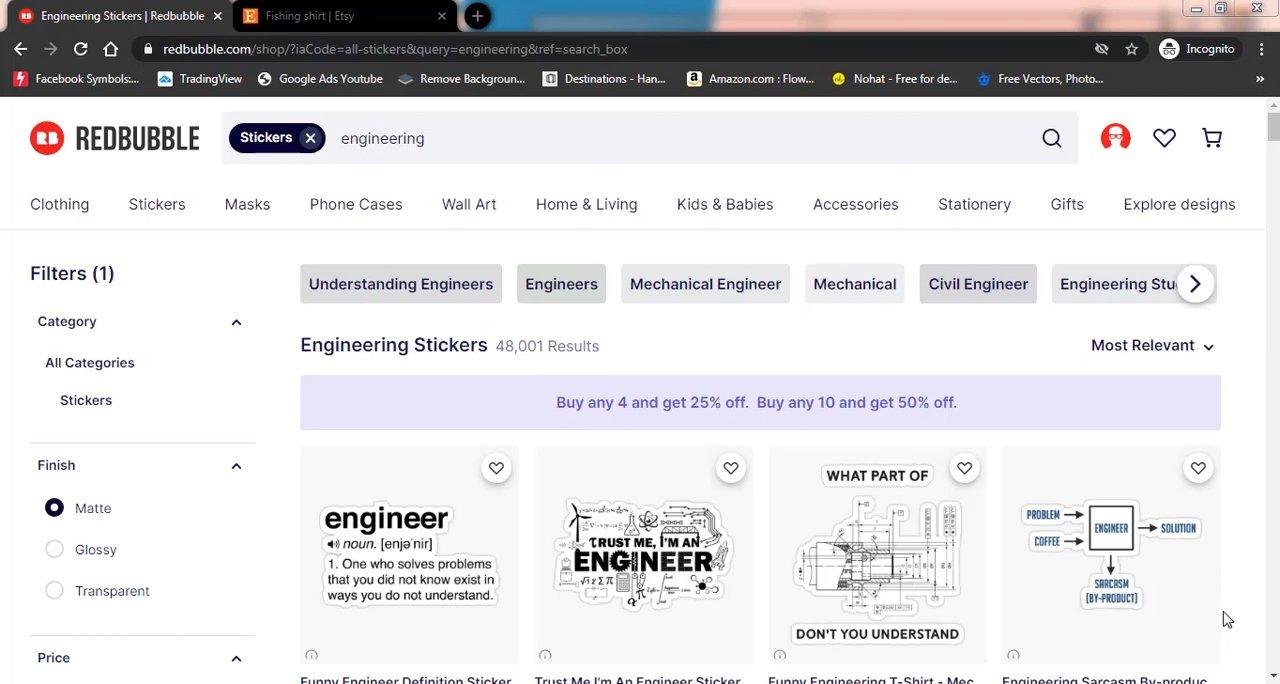 Engineering Stickers | Redbubble
Fishing shirt | Etsy
redbubble.com/shop/?iaCode=all-stickers&query=engineering&ref=search_box
Incognito
Facebook Symbols:...
TradingView
Google Ads Youtube
Remove Backgroun...
Destinations - Han...
Amazon.com : Flow...
Nohat - Free for de...
Free Vectors, Photo...
RB REDBUBBLE
Stickers
engineering
Clothing
Stickers
Masks
Phone Cases
Wall Art
Home & Living
Kids & Babies
Accessories
Stationery
Gifts
Explore designs
Filters (1)
Understanding Engineers
Engineers
Mechanical Engineer
Mechanical
Civil Engineer
Engineering Stu
Category
All Categories
Stickers
Engineering Stickers 48,001 Results
Most Relevant
Buy any 4 and get 25% off. Buy any 10 and get 50% off.
Finish
Matte
Glossy
Transparent
Price
engineer
noun. [enjə'nir]
1. One who solves problems
that you did not know exist in
ways you do not understand.
TRUST ME, I'M AN
ENGINEER
WHAT PART OF
DON'T YOU UNDERSTAND
PROBLEM
COFFEE
ENGINEER
SOLUTION
SARCASM
(BY-PRODUCT)
Funny Engineer Definition Sticker
Trust Me I'm An Engineer Sticker
Funny Engineering T-Shirt - Mec
Engineering Sarcasm By-produc